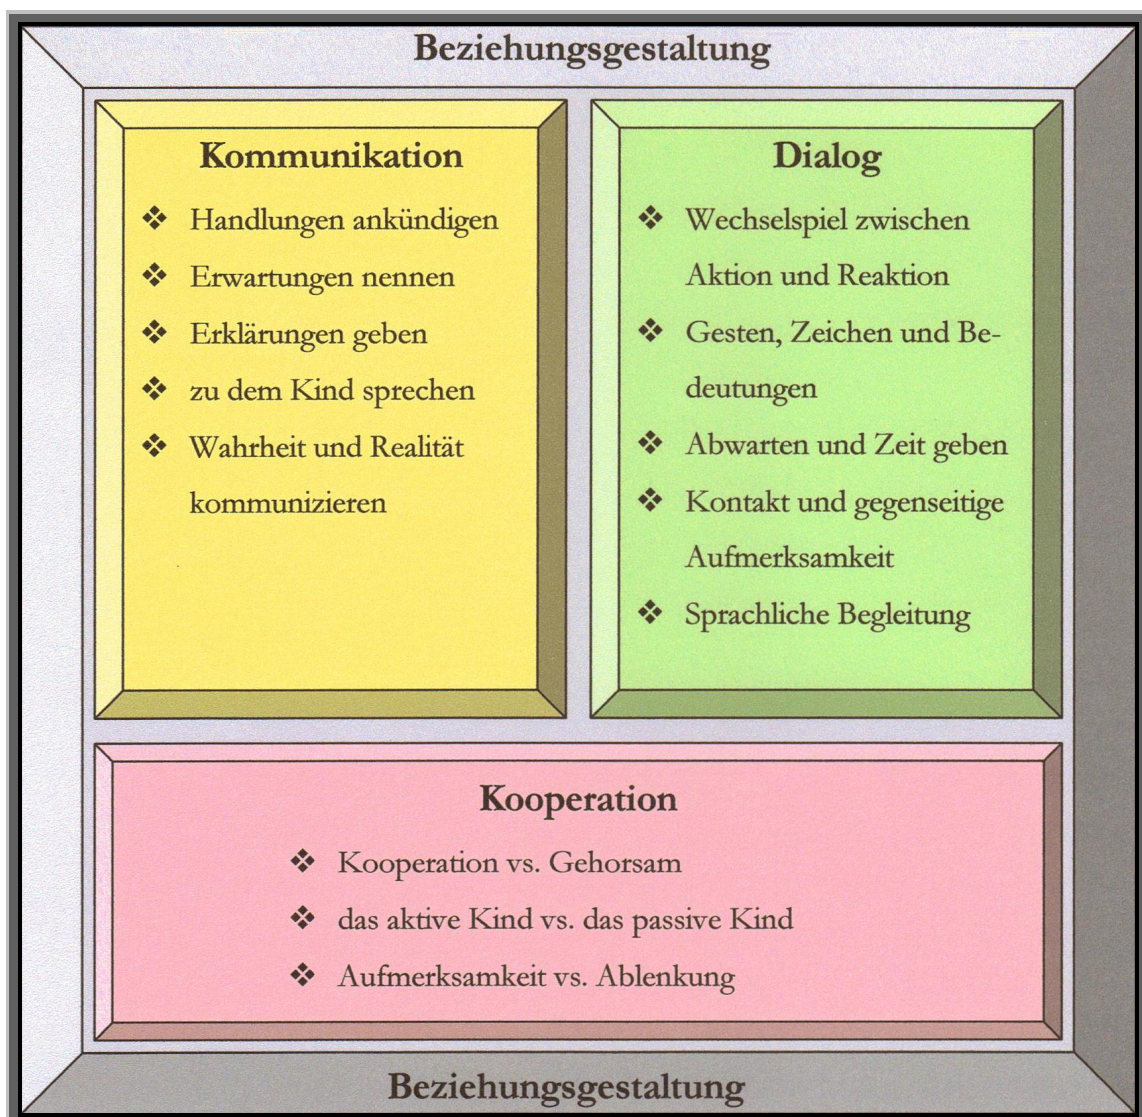 Beziehungsgestaltung
Kommunikation
❖ Handlungen ankündigen
❖ Erwartungen nennen
❖ Erklärungen geben
❖ zu dem Kind sprechen
❖ Wahrheit und Realität
kommunizieren
Dialog
❖ Wechselspiel zwischen
Aktion und Reaktion
❖ Gesten, Zeichen und Be-
deutungen
❖ Abwarten und Zeit geben
❖ Kontakt und gegenseitige
Aufmerksamkeit
❖ Sprachliche Begleitung
Kooperation
❖ Kooperation vs. Gehorsam
❖ das aktive Kind vs. das passive Kind
❖ Aufmerksamkeit vs. Ablenkung
Beziehungsgestaltung